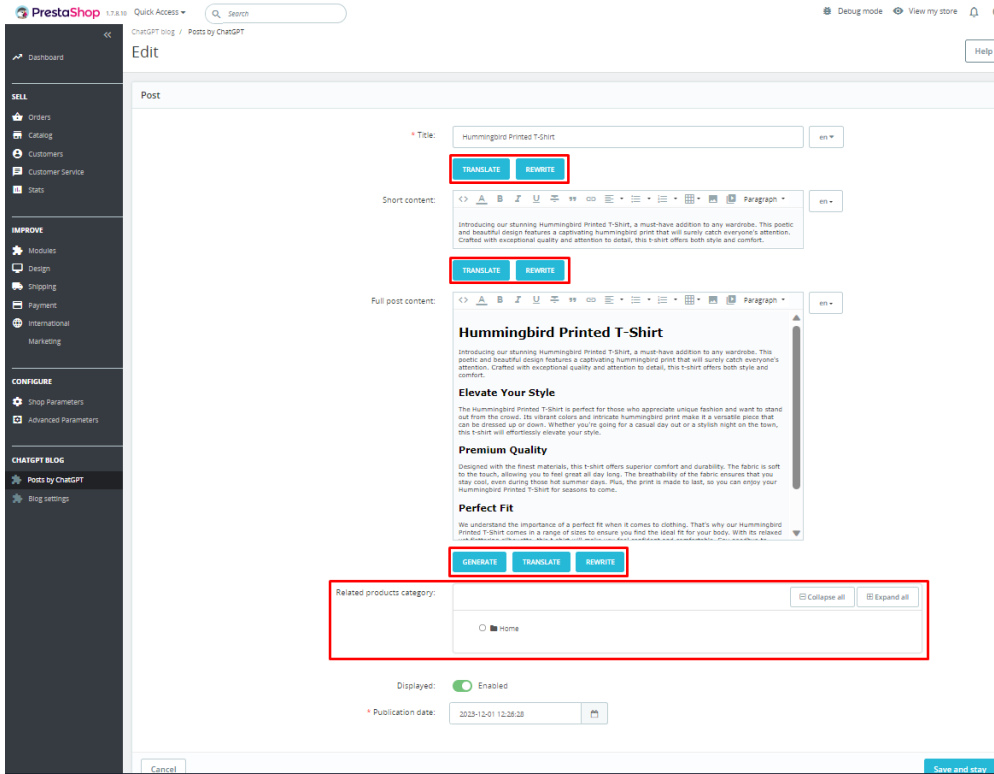 PrestaShop 1.7.8.10 Quick Access Search Debug mode View my store
ChatGPT blog / Posts by ChatGPT
Edit
Help
Dashboard
SELL
Orders
Catalog
Customers
Customer Service
Stats
IMPROVE
Modules
Design
Shipping
Payment
International
Marketing
CONFIGURE
Shop Parameters
Advanced Parameters
CHATGPT BLOG
Posts by ChatGPT
Blog settings
Post
* Title: Hummingbird Printed T-Shirt en
TRANSLATE REWRITE
Short content: Paragraph en
Introducing our stunning Hummingbird Printed T-Shirt, a must-have addition to any wardrobe. This poetic
and beautiful design features a captivating hummingbird print that will surely catch everyone's attention.
Crafted with exceptional quality and attention to detail, this t-shirt offers both style and comfort.
TRANSLATE REWRITE
Full post content: Paragraph en
Hummingbird Printed T-Shirt
Introducing our stunning Hummingbird Printed T-Shirt, a must-have addition to any wardrobe. This
poetic and beautiful design features a captivating hummingbird print that will surely catch everyone's
attention. Crafted with exceptional quality and attention to detail, this t-shirt offers both style and
comfort.
Elevate Your Style
The Hummingbird Printed T-Shirt is perfect for those who appreciate unique fashion and want to stand
out from the crowd. Its vibrant colors and intricate hummingbird print make it a versatile piece that
can be dressed up or down. Whether you're going for a casual day out or a stylish night on the town,
this t-shirt will effortlessly elevate your style.
Premium Quality
Designed with the finest materials, this t-shirt offers superior comfort and durability. The fabric is soft
to the touch, allowing you to feel great all day long. The breathability of the fabric ensures that you
stay cool, even during those hot summer days. Plus, the print is made to last, so you can enjoy your
Hummingbird Printed T-Shirt for seasons to come.
Perfect Fit
We understand the importance of a perfect fit when it comes to clothing. That's why our Hummingbird
Printed T-Shirt comes in a range of sizes to ensure you find the ideal fit for your body. With its relaxed
GENERATE TRANSLATE REWRITE
Related products category: Collapse all Expand all
Home
Displayed: Enabled
* Publication date: 2023-12-01 12:26:28
Cancel Save and stay